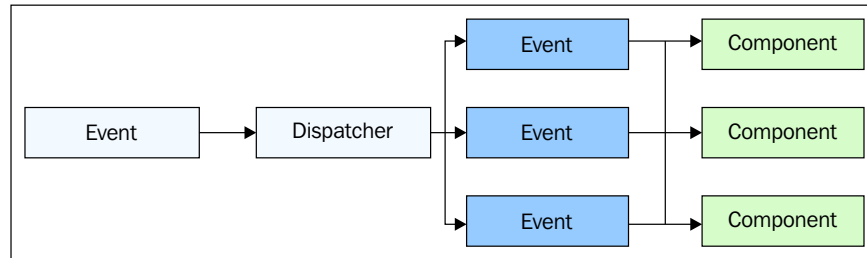 Event
Component
Event
Dispatcher
Event
Component
Event
Component